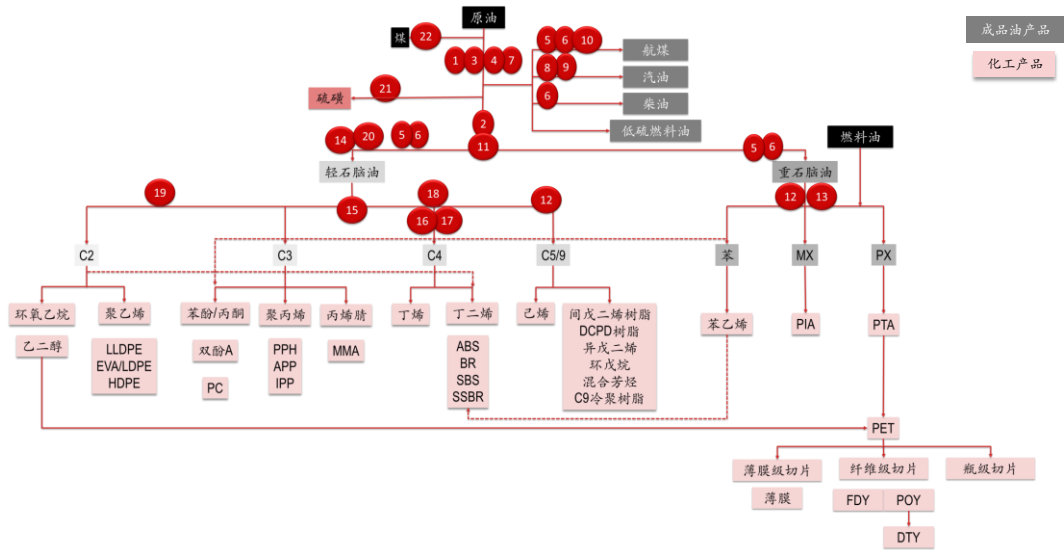 原油
成品油产品
煤
22
5 6 10
航煤
化工产品
1 3 4 7
8 9
汽油
硫磺
21
6
柴油
2
低硫燃料油
燃料油
14
20
5 6
11
5 6
轻石脑油
重石脑油
19
15
18
12
12
13
16 17
C2
C3
C4
C5/9
苯
MX
PX
环氧乙烷
聚乙烯
苯酚/丙酮
聚丙烯
丙烯腈
丁烯
丁二烯
己烯
间戊二烯树脂
DCPD树脂
异戊二烯
环戊烷
混合芳烃
C9冷聚树脂
苯乙烯
PIA
PTA
乙二醇
LLDPE
EVA/LDPE
HDPE
双酚A
PC
PPH
APP
IPP
MMA
ABS
BR
SBS
SSBR
PET
薄膜级切片
纤维级切片
瓶级切片
薄膜
FDY
POY
DTY